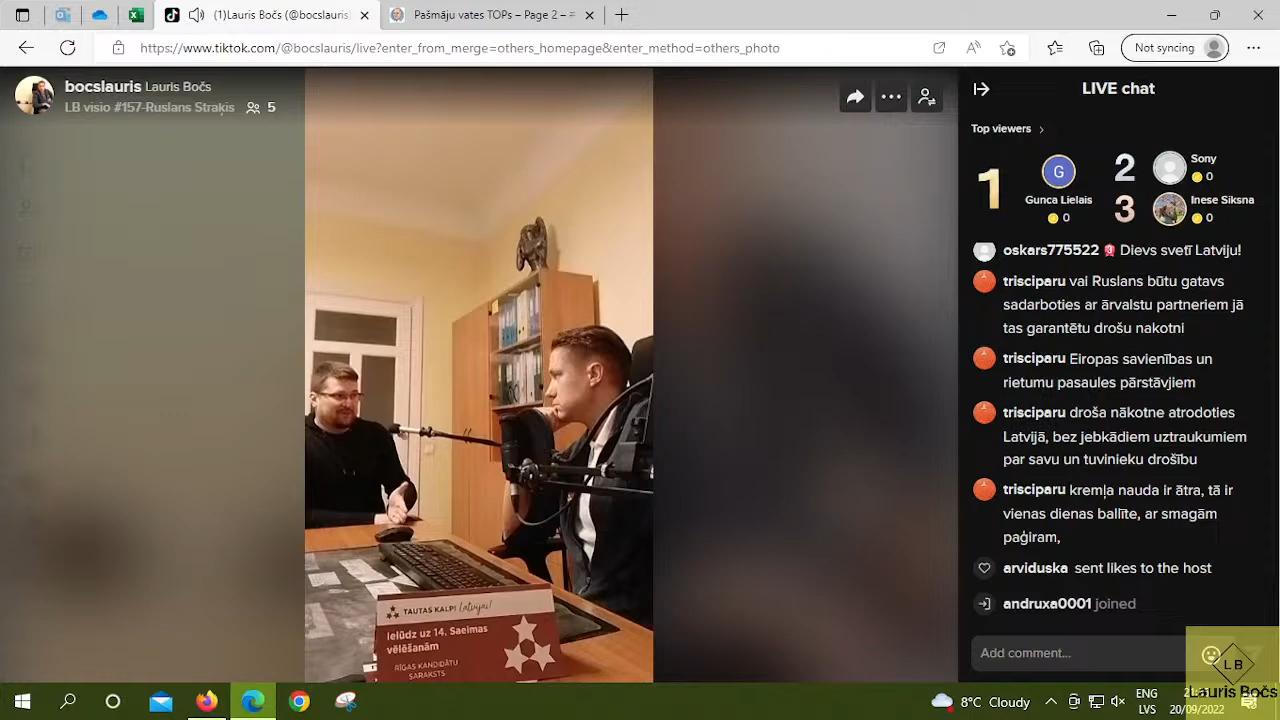 (1)Lauris Bočs (@bocslauris)
Pašmāju vates TOPs – Page 2 –
https://www.tiktok.com/@bocslauris/live?enter_from_merge=others_homepage&enter_method=others_photo
Not syncing
bocslauris Lauris Bočs
LB visio #157-Ruslans Straķis 5
LIVE chat
Top viewers
1
G
Gunca Lielais
0
2
Sony
0
3
Inese Siksna
0
oskars775522 3 Dievs svetī Latviju!
trisciparu vai Ruslans būtu gatavs
sadarboties ar ārvalstu partneriem jā
tas garantētu drošu nakotni
trisciparu Eiropas savienības un
rietumu pasaules pārstāvjiem
trisciparu droša nākotne atrodoties
Latvijā, bez jebkādiem uztraukumiem
par savu un tuvinieku drošību
trisciparu kremļa nauda ir ātra, tā ir
vienas dienas ballīte, ar smagām
paģiram,
arviduska sent likes to the host
andruxa0001 joined
Add comment...
TAUTAS KALPI Latvijai!
Ielūdz uz 14. Saeimas
vēlēšanām
RĪGAS KANDIDĀTU
SARAKSTS
LB
Lauris Bočs
8°C Cloudy
ENG
LVS
20/09/2022